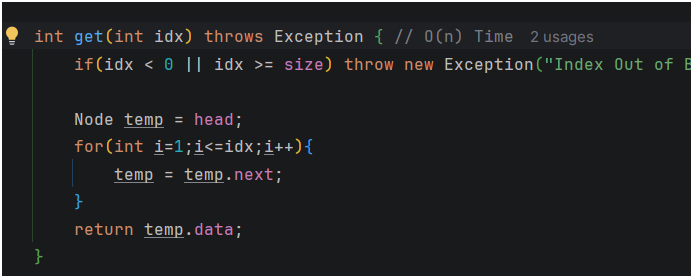 int get(int idx) throws Exception { // O(n) Time 2 usages
if(idx < 0 || idx >= size) throw new Exception("Index Out of B
Node temp = head;
for(int i=1;i<=idx;i++){
temp = temp.next;
}
return temp.data;
}